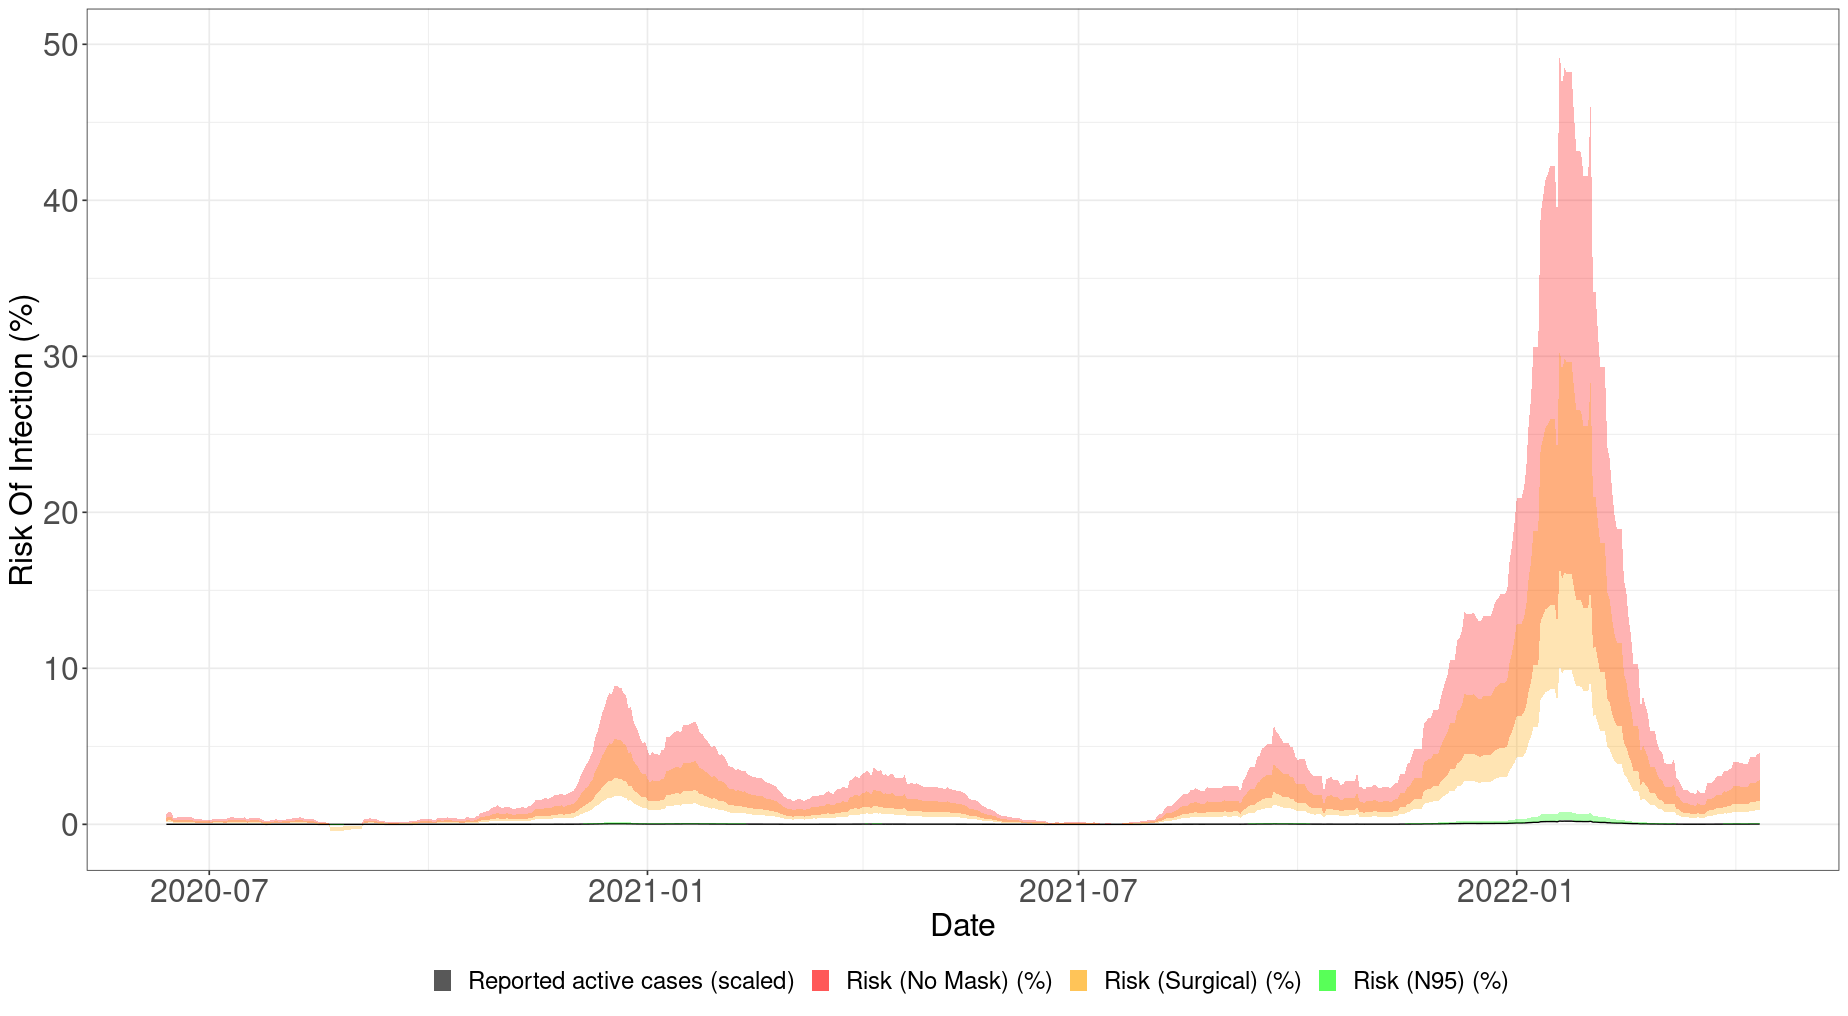 Risk Of Infection (%)
50
40
30
20
10
0
2020-07 2021-01 2021-07 2022-01
Date
Reported active cases (scaled) Risk (No Mask) (%) Risk (Surgical) (%) Risk (N95) (%)